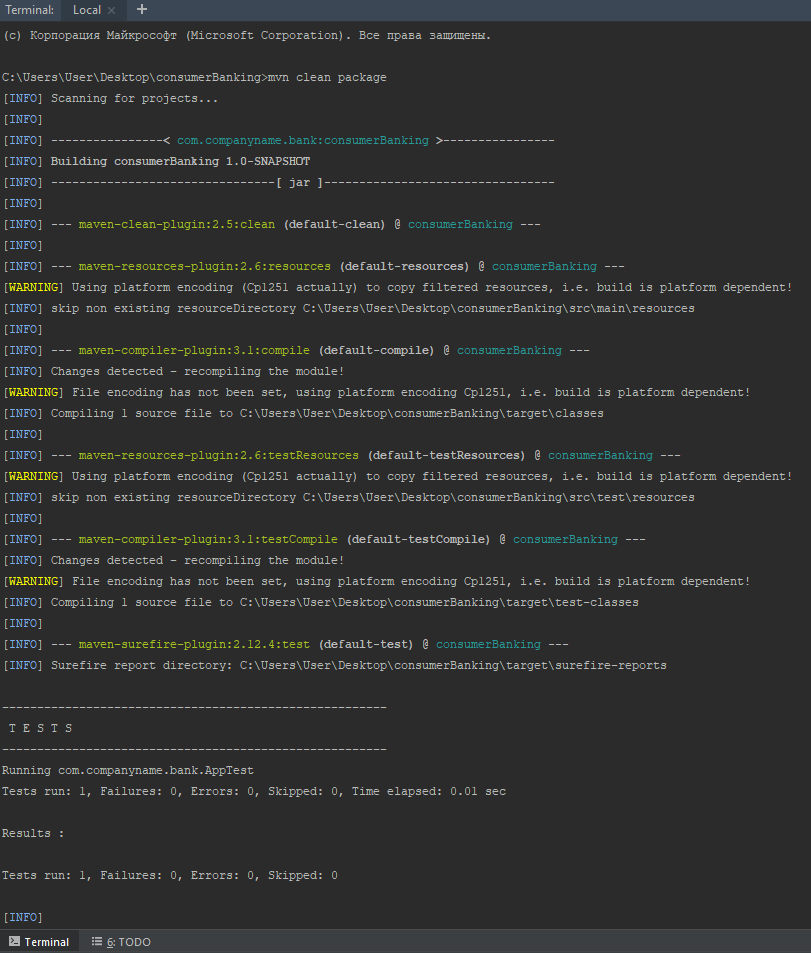 Terminal: Local × +
(c) Корпорация Майкрософт (Microsoft Corporation). Все права защищены.
C:\Users\User\Desktop\consumerBanking>mvn clean package
[INFO] Scanning for projects...
[INFO]
[INFO] ----------------< com.companyname.bank:consumerBanking >----------------
[INFO] Building consumerBanking 1.0-SNAPSHOT
[INFO] --------------------------------[ jar ]---------------------------------
[INFO]
[INFO] --- maven-clean-plugin:2.5:clean (default-clean) @ consumerBanking ---
[INFO]
[INFO] --- maven-resources-plugin:2.6:resources (default-resources) @ consumerBanking ---
[WARNING] Using platform encoding (Cp1251 actually) to copy filtered resources, i.e. build is platform dependent!
[INFO] skip non existing resourceDirectory C:\Users\User\Desktop\consumerBanking\src\main\resources
[INFO]
[INFO] --- maven-compiler-plugin:3.1:compile (default-compile) @ consumerBanking ---
[INFO] Changes detected - recompiling the module!
[WARNING] File encoding has not been set, using platform encoding Cp1251, i.e. build is platform dependent!
[INFO] Compiling 1 source file to C:\Users\User\Desktop\consumerBanking\target\classes
[INFO]
[INFO] --- maven-resources-plugin:2.6:testResources (default-testResources) @ consumerBanking ---
[WARNING] Using platform encoding (Cp1251 actually) to copy filtered resources, i.e. build is platform dependent!
[INFO] skip non existing resourceDirectory C:\Users\User\Desktop\consumerBanking\src\test\resources
[INFO]
[INFO] --- maven-compiler-plugin:3.1:testCompile (default-testCompile) @ consumerBanking ---
[INFO] Changes detected - recompiling the module!
[WARNING] File encoding has not been set, using platform encoding Cp1251, i.e. build is platform dependent!
[INFO] Compiling 1 source file to C:\Users\User\Desktop\consumerBanking\target\test-classes
[INFO]
[INFO] --- maven-surefire-plugin:2.12.4:test (default-test) @ consumerBanking ---
[INFO] Surefire report directory: C:\Users\User\Desktop\consumerBanking\target\surefire-reports
-------------------------------------------------------
T E S T S
-------------------------------------------------------
Running com.companyname.bank.AppTest
Tests run: 1, Failures: 0, Errors: 0, Skipped: 0, Time elapsed: 0.01 sec
Results :
Tests run: 1, Failures: 0, Errors: 0, Skipped: 0
[INFO]
Terminal 6: TODO